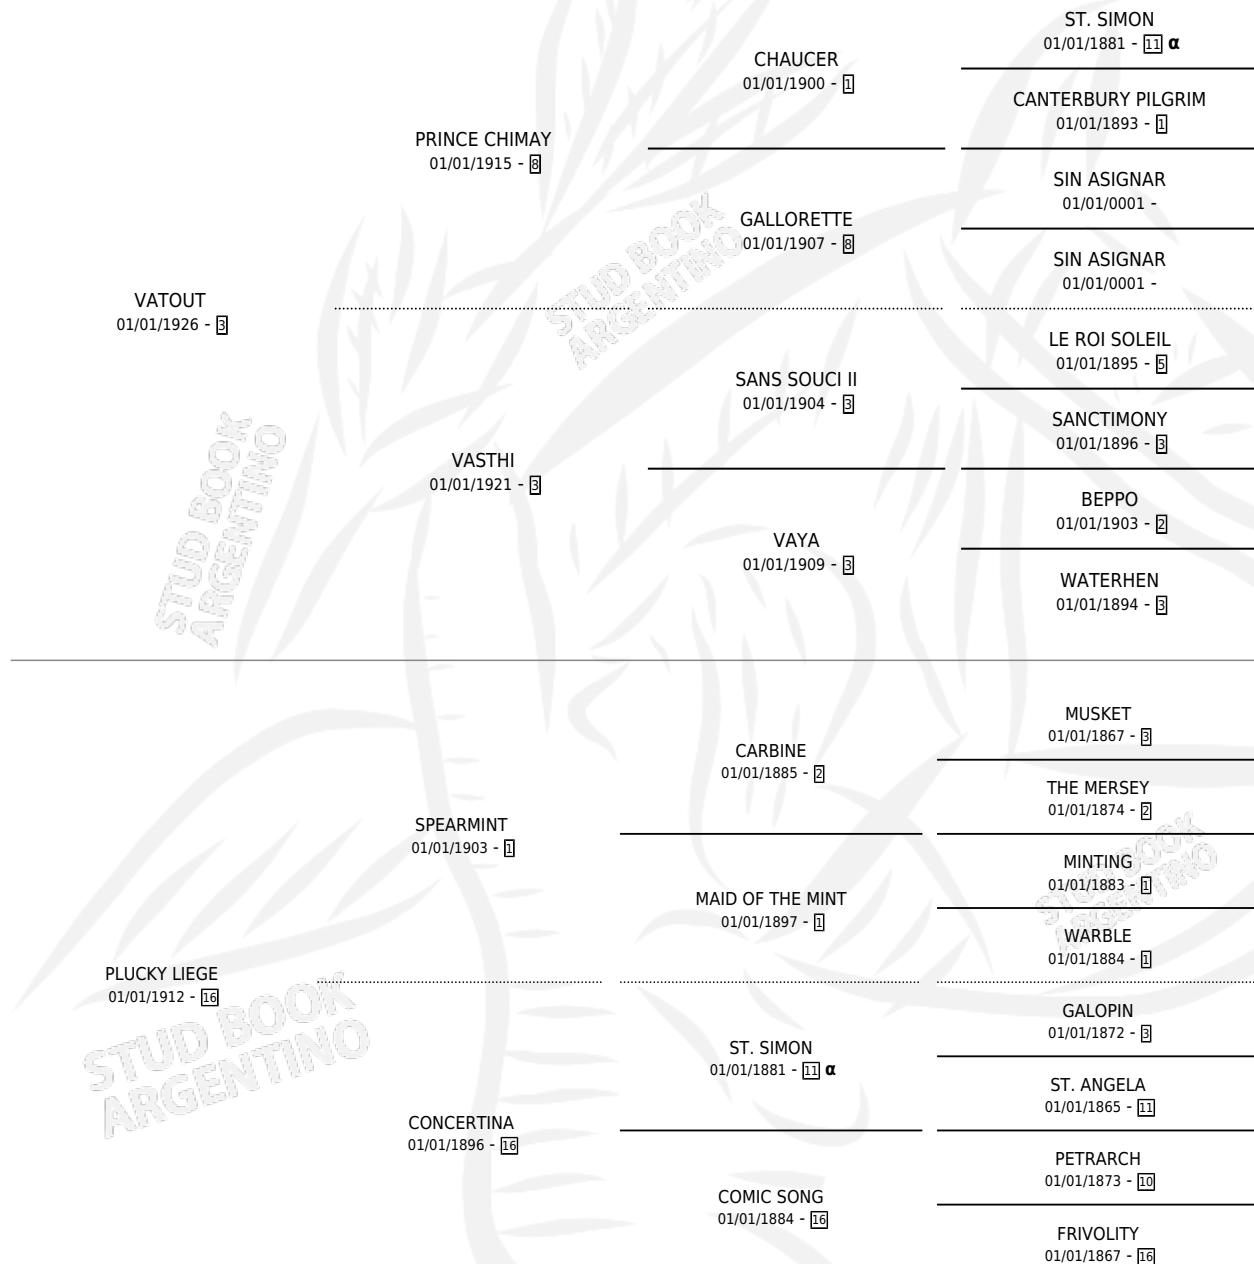 ST. SIMON
01/01/1881 - 11 α
CHAUCER
01/01/1900 - 1
CANTERBURY PILGRIM
01/01/1893 - 1
PRINCE CHIMAY
01/01/1915 - 8
SIN ASIGNAR
01/01/0001 -
GALLORETTE
01/01/1907 - 8
SIN ASIGNAR
01/01/0001 -
VATOUT
01/01/1926 - 3
LE ROI SOLEIL
01/01/1895 - 5
SANS SOUCI II
01/01/1904 - 3
SANCTIMONY
01/01/1896 - 3
VASTHI
01/01/1921 - 3
BEPPO
01/01/1903 - 2
VAYA
01/01/1909 - 3
WATERHEN
01/01/1894 - 3
STUD BOOK
ARGENTINO
STUD BOOK
ARGENTINO
MUSKET
01/01/1867 - 3
CARBINE
01/01/1885 - 2
THE MERSEY
01/01/1874 - 2
SPEARMINT
01/01/1903 - 1
MINTING
01/01/1883 - 1
MAID OF THE MINT
01/01/1897 - 1
WARBLE
01/01/1884 - 1
PLUCKY LIEGE
01/01/1912 - 16
GALOPIN
01/01/1872 - 3
ST. SIMON
01/01/1881 - 11 α
ST. ANGELA
01/01/1865 - 11
CONCERTINA
01/01/1896 - 16
PETRARCH
01/01/1873 - 10
COMIC SONG
01/01/1884 - 16
FRIVOLITY
01/01/1867 - 16
STUD BOOK
ARGENTINO
STUD BOOK
ARGENTINO